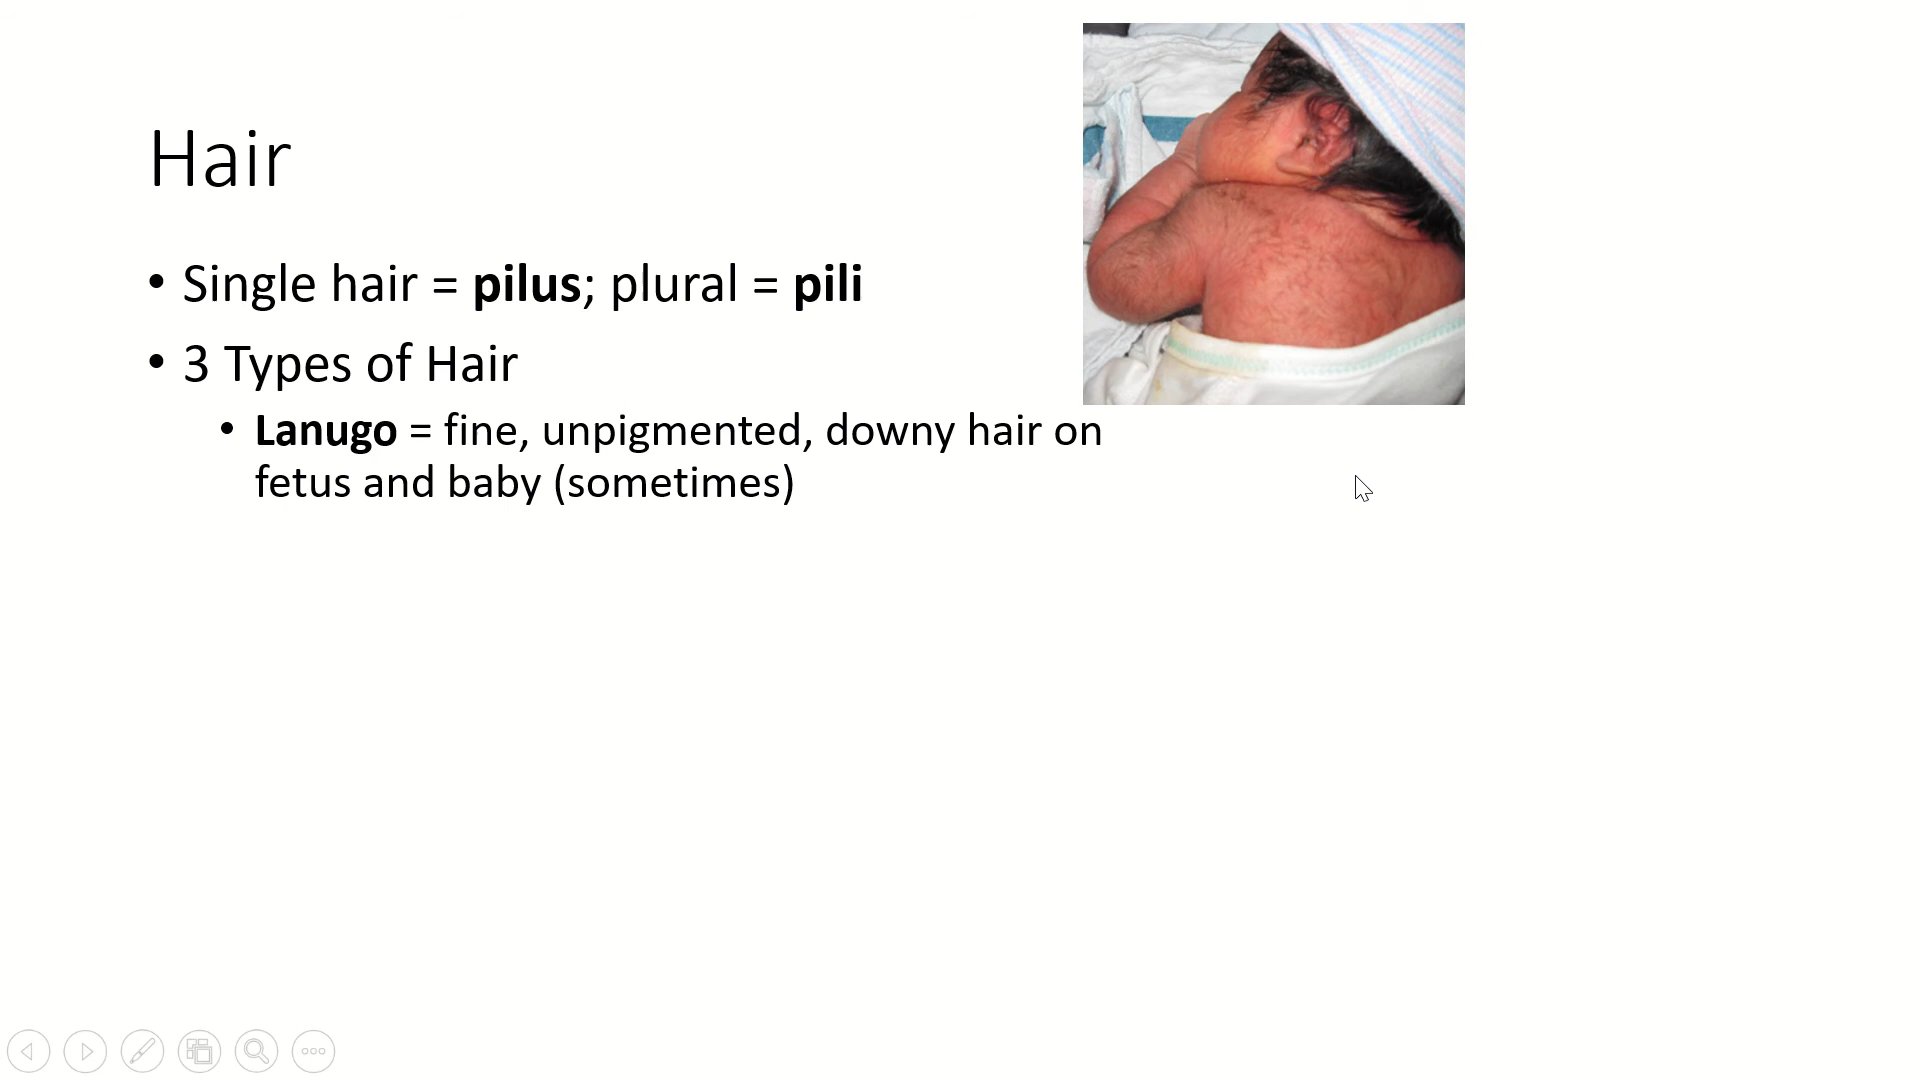 Hair
• Single hair = pilus; plural = pili
• 3 Types of Hair
• Lanugo = fine, unpigmented, downy hair on
fetus and baby (sometimes)